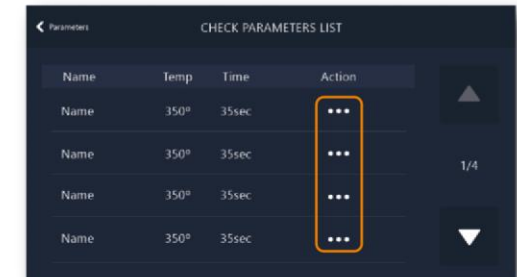 Parameters
CHECK PARAMETERS LIST
Name Temp Time Action
Name 350º 35sec •••
Name 350º 35sec •••
1/4
Name 350º 35sec •••
Name 350º 35sec •••